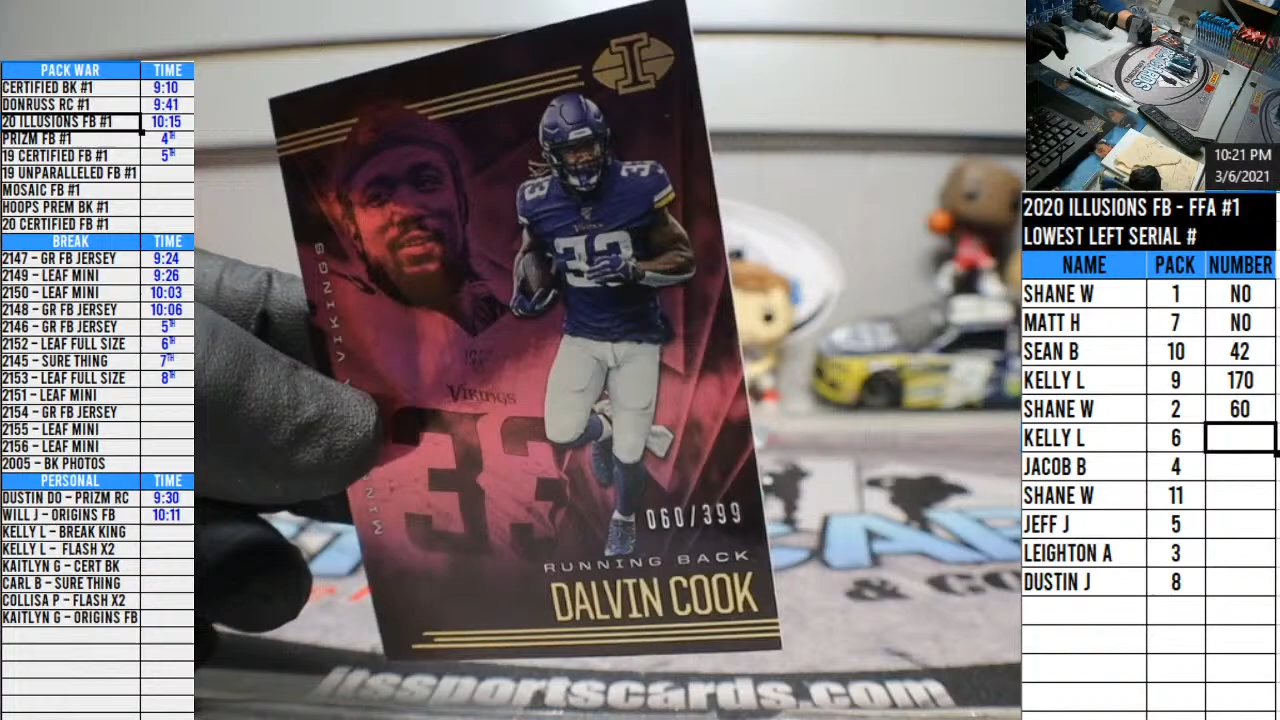 PACK WAR TIME
CERTIFIED BK #1 9:10
DONRUSS RC #1 9:41
20 ILLUSIONS FB #1 10:15
PRIZM FB #1 4TH
19 CERTIFIED FB #1 5TH
19 UNPARALLELED FB #1
MOSAIC FB #1
HOOPS PREM BK #1
20 CERTIFIED FB #1
BREAK TIME
2147 - GR FB JERSEY 9:24
2149 - LEAF MINI 9:26
2150 - LEAF MINI 10:03
2148 - GR FB JERSEY 10:06
2146 - GR FB JERSEY 5TH
2152 - LEAF FULL SIZE 6TH
2145 - SURE THING 7TH
2153 - LEAF FULL SIZE 8TH
2151 - LEAF MINI
2154 - GR FB JERSEY
2155 - LEAF MINI
2156 - LEAF MINI
2005 - BK PHOTOS
PERSONAL TIME
DUSTIN DO - PRIZM RC 9:30
WILL J - ORIGINS FB 10:11
KELLY L - BREAK KING
KELLY L - FLASH X2
KAITLYN G - CERT BK
CARL B - SURE THING
COLLISA P - FLASH X2
KAITLYN G - ORIGINS FB
I
33
33
VIKINGS
VIKINGS
33
060/399
RUNNING BACK
DALVIN COOK
& CO
itssportscards.com
10:21 PM
3/6/2021
2020 ILLUSIONS FB - FFA #1
LOWEST LEFT SERIAL #
NAME PACK NUMBER
SHANE W 1 NO
MATT H 7 NO
SEAN B 10 42
KELLY L 9 170
SHANE W 2 60
KELLY L 6
JACOB B 4
SHANE W 11
JEFF J 5
LEIGHTON A 3
DUSTIN J 8